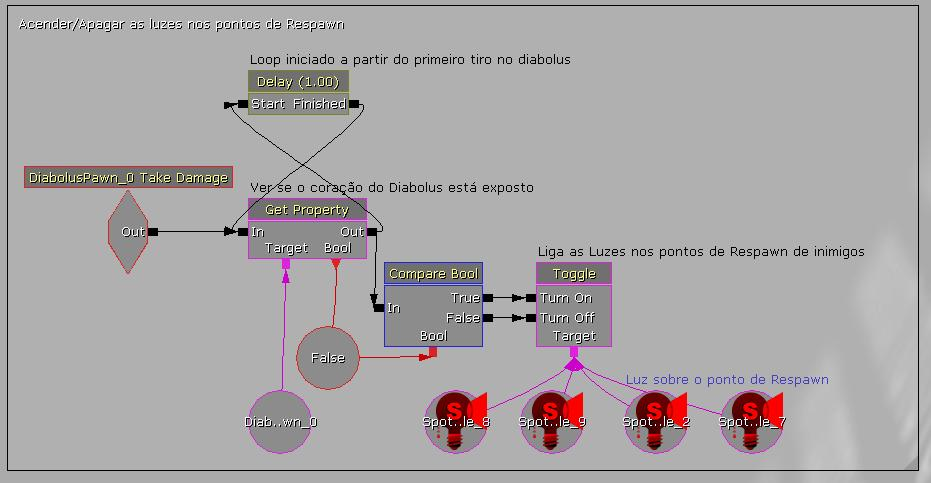 Acender/Apagar as luzes nos pontos de Respawn
Loop iniciado a partir do primeiro tiro no diabolus
Delay (1.00)
Start Finished
DiabolusPawn_0 Take Damage
Out
Ver se o coração do Diabolus está exposto
Get Property
In Out
Target Bool
Liga as Luzes nos pontos de Respawn de inimigos
Compare Bool
In
True
False
Bool
Toggle
Turn On
Turn Off
Target
False
Luz sobre o ponto de Respawn
Diab..wn_0
Spot..le_8
Spot..le_9
Spot..le_2
Spot..le_7
S
S
S
S